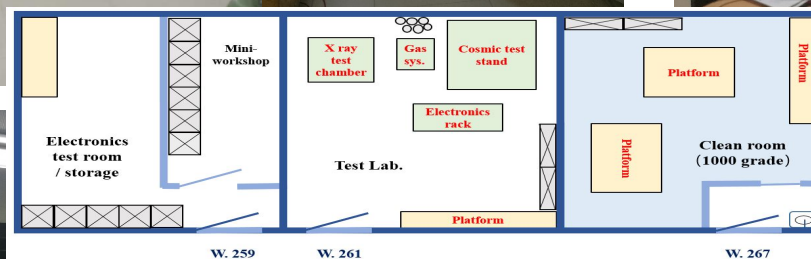 Mini-
workshop
Electronics
test room
/ storage
X ray
test
chamber
Gas
sys.
Cosmic test
stand
Electronics
rack
Test Lab.
Platform
Platform
Platform
Platform
Clean room
(1000 grade)
W. 259
W. 261
W. 267